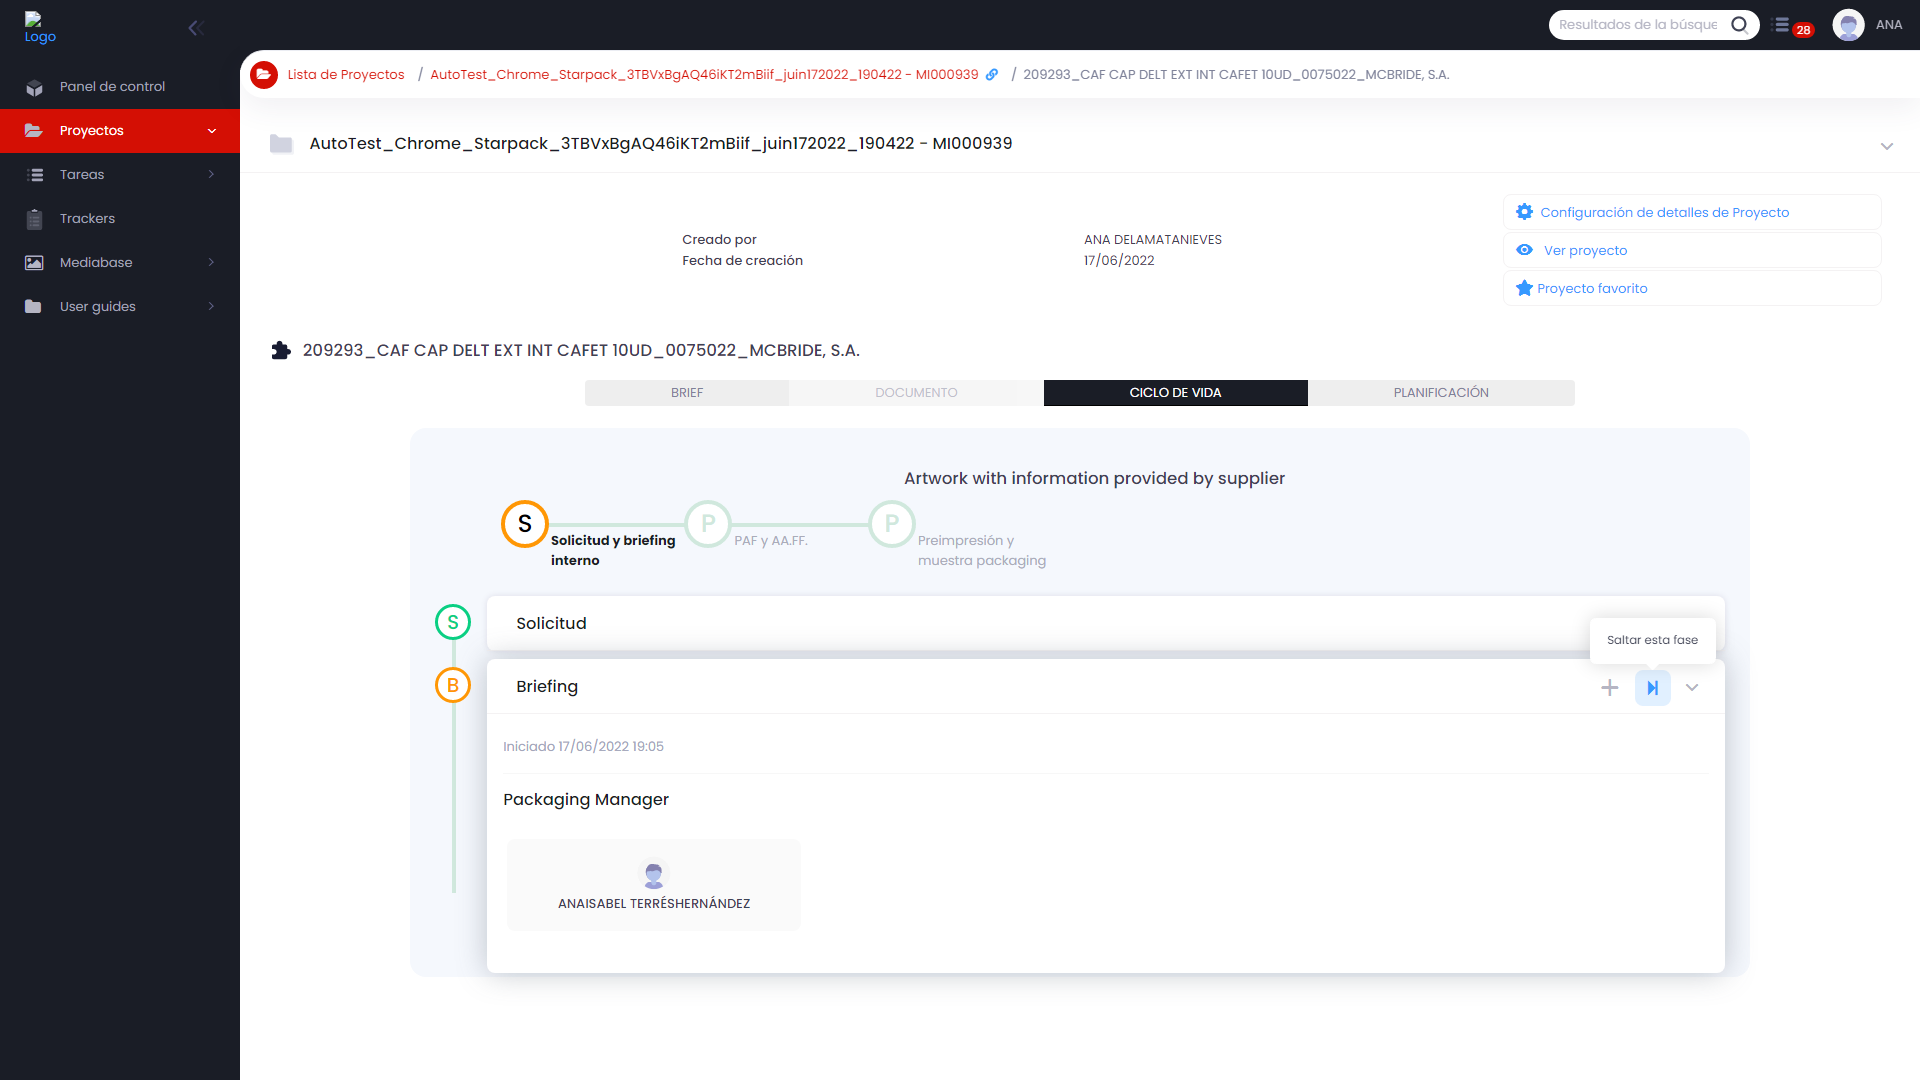 Logo
28
ANA
Panel de control
Proyectos
Tareas
Trackers
Mediabase
User guides
Resultados de la búsque
Lista de Proyectos / AutoTest_Chrome_Starpack_3TBVxBgAQ46iKT2mBiif_juin172022_190422 - MI000939 / 209293_CAF CAP DELT EXT INT CAFET 10UD_0075022_MCBRIDE, S.A.
AutoTest_Chrome_Starpack_3TBVxBgAQ46iKT2mBiif_juin172022_190422 - MI000939
Creado por ANA DELAMATANIEVES
Fecha de creación 17/06/2022
Configuración de detalles de Proyecto
Ver proyecto
Proyecto favorito
209293_CAF CAP DELT EXT INT CAFET 10UD_0075022_MCBRIDE, S.A.
BRIEF DOCUMENTO CICLO DE VIDA PLANIFICACIÓN
Artwork with information provided by supplier
S P P
Solicitud y briefing
interno
PAF y AA.FF.
Preimpresión y
muestra packaging
S Solicitud
Saltar esta fase
B Briefing
Iniciado 17/06/2022 19:05
Packaging Manager
ANAISABEL TERRÉSHERNÁNDEZ